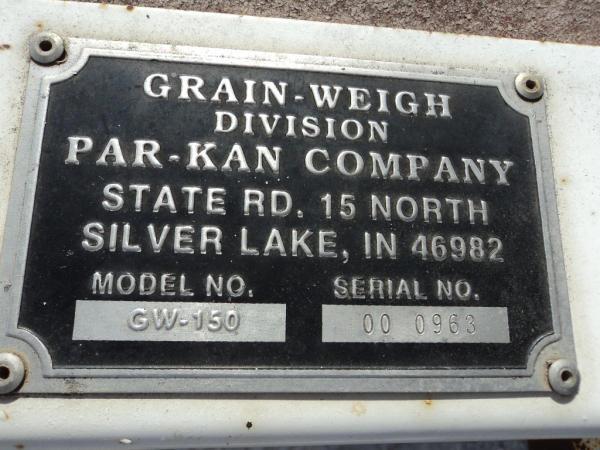 GRAIN-WEIGH
DIVISION
PAR-KAN COMPANY
STATE RD. 15 NORTH
SILVER LAKE, IN 46982
MODEL NO. SERIAL NO.
GW-150 00 0963